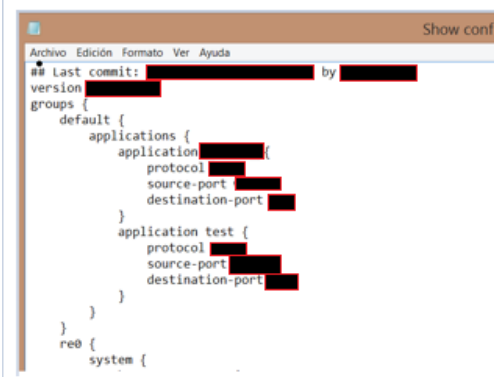 Show conf
Archivo Edición Formato Ver Ayuda
## Last commit: by
version
groups {
default {
applications {
application {
protocol
source-port
destination-port
}
application test {
protocol
source-port
destination-port
}
}
}
re0 {
system {